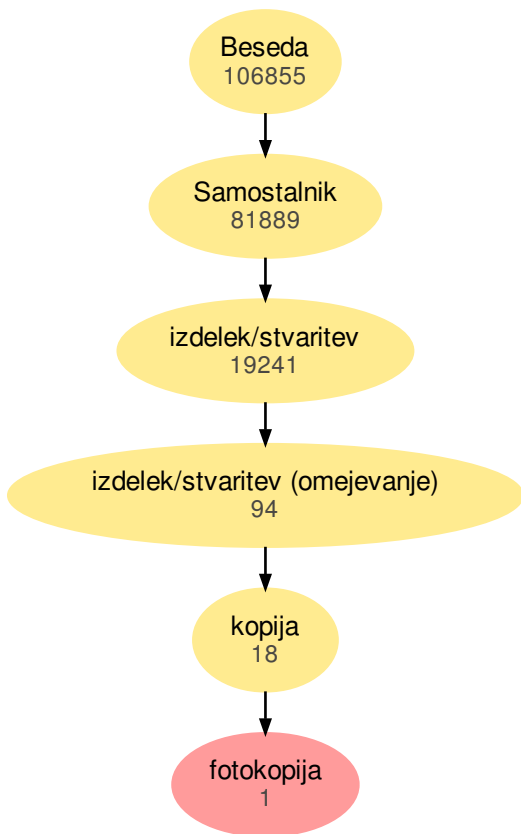 Beseda
106855
Samostalnik
81889
izdelek/stvaritev
19241
izdelek/stvaritev (omejevanje)
94
kopija
18
fotokopija
1